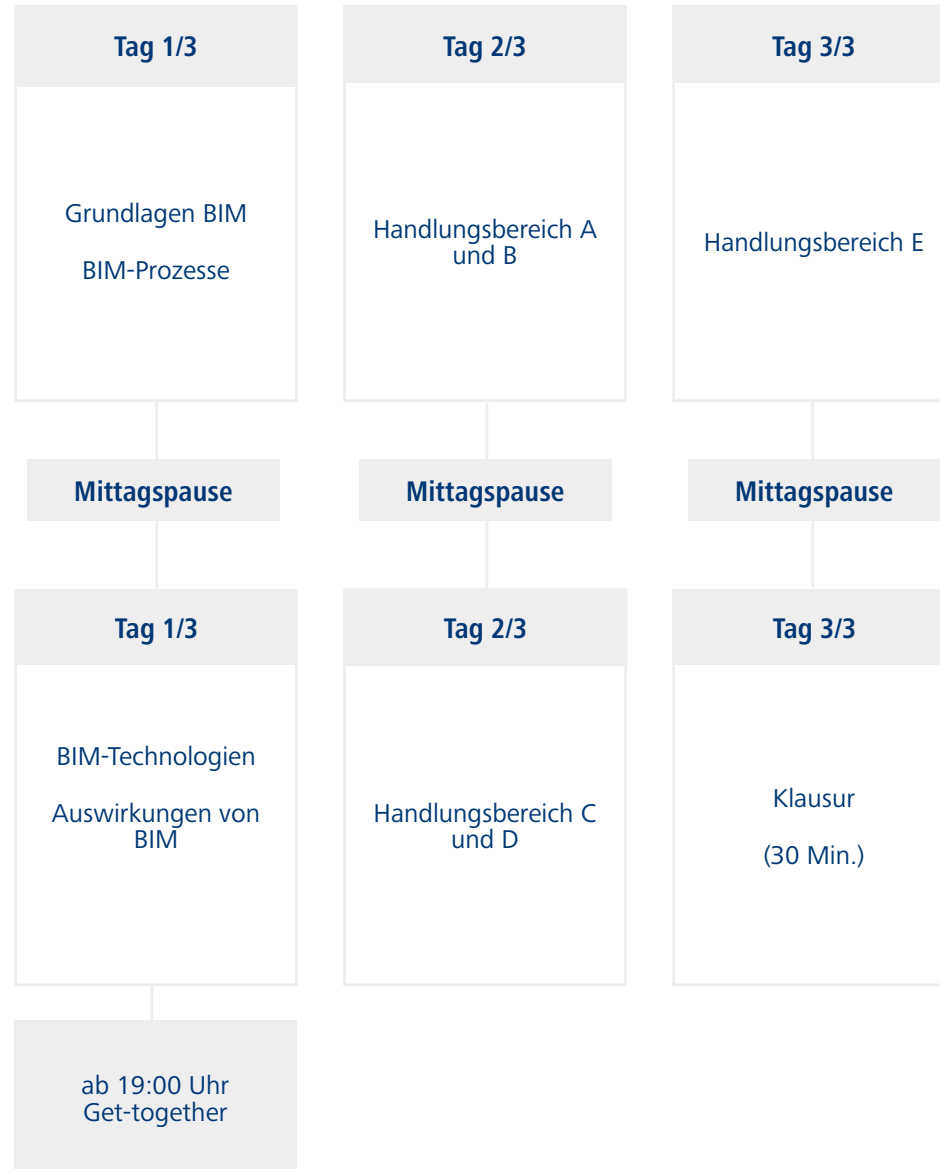 Tag 1/3
Grundlagen BIM
BIM-Prozesse
Mittagspause
Tag 1/3
BIM-Technologien
Auswirkungen von
BIM
ab 19:00 Uhr
Get-together
Tag 2/3
Handlungsbereich A
und B
Mittagspause
Tag 2/3
Handlungsbereich C
und D
Tag 3/3
Handlungsbereich E
Mittagspause
Tag 3/3
Klausur
(30 Min.)